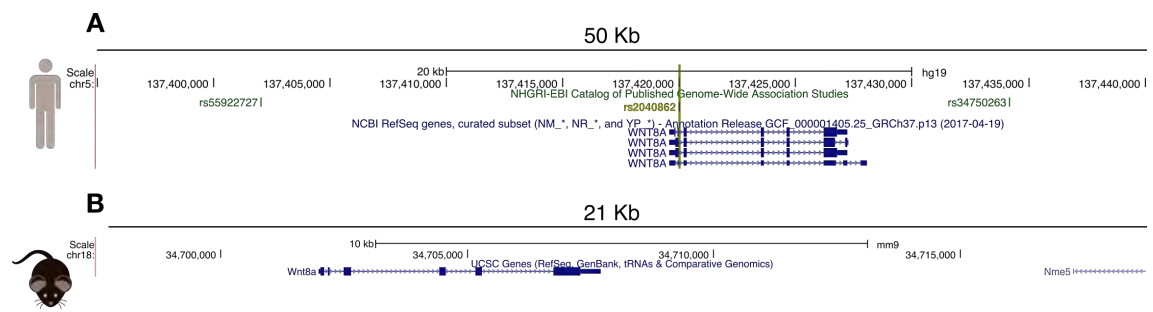 A
50 Kb
Scale 20 kb hg19
chr5: 137,400,000 137,405,000 137,410,000 137,415,000 137,420,000 137,425,000 137,430,000 137,435,000 137,440,000
NHGRI-EBI Catalog of Published Genome-Wide Association Studies
rs55922727 rs2040862 rs34750263
NCBI RefSeq genes, curated subset (NM_*, NR_*, and YP_*) - Annotation Release GCF_000001405.25_GRCh37.p13 (2017-04-19)
WNT8A
WNT8A
WNT8A
WNT8A
B
21 Kb
Scale 10 kb mm9
chr18: 34,700,000 34,705,000 34,710,000 34,715,000
UCSC Genes (RefSeq, GenBank, tRNAs & Comparative Genomics)
Wnt8a Nme5